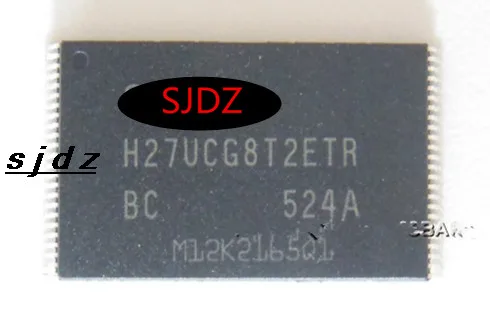 SJDZ
sjdz
H27UCG8T2ETR
BC 524A
M12K2165Q1